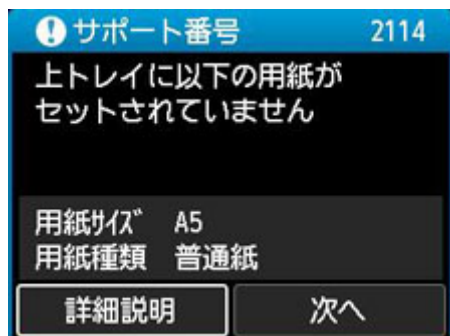 サポート番号 2114
上トレイに以下の用紙が
セットされていません
用紙ｻｲｽﾞ A5
用紙種類 普通紙
詳細説明 次へ